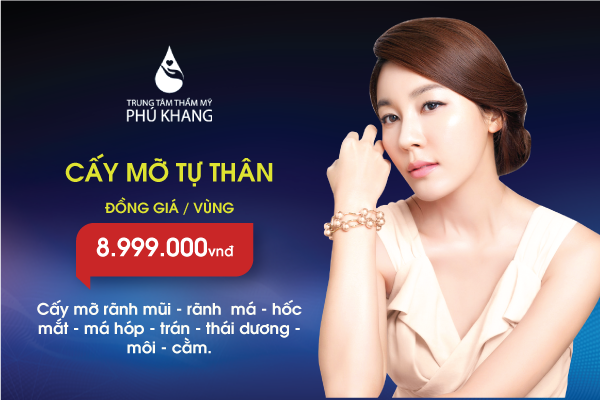 TRUNG TÂM THẨM MỸ
PHÚ KHANG
CẤY MỠ TỰ THÂN
ĐỒNG GIÁ / VÙNG
8.999.000vnđ
Cấy mỡ rãnh mũi - rãnh má - hốc
mắt - má hóp - trán - thái dương -
môi - cằm.